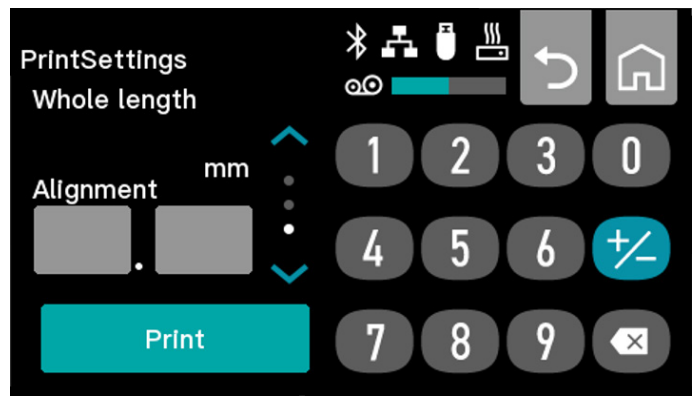 PrintSettings
Whole length
mm
Alignment
.
Print
1 2 3 0
4 5 6 +/-
7 8 9